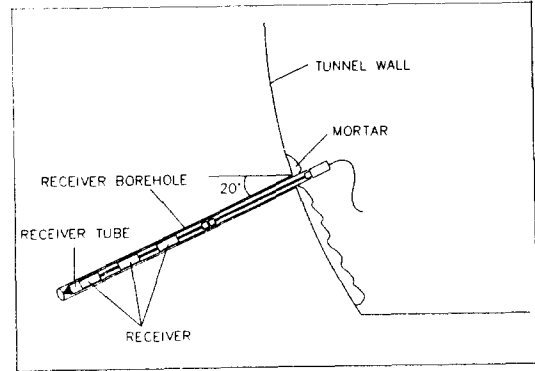 TUNNEL WALL
MORTAR
RECEIVER BOREHOLE
20°
RECEIVER TUBE
RECEIVER